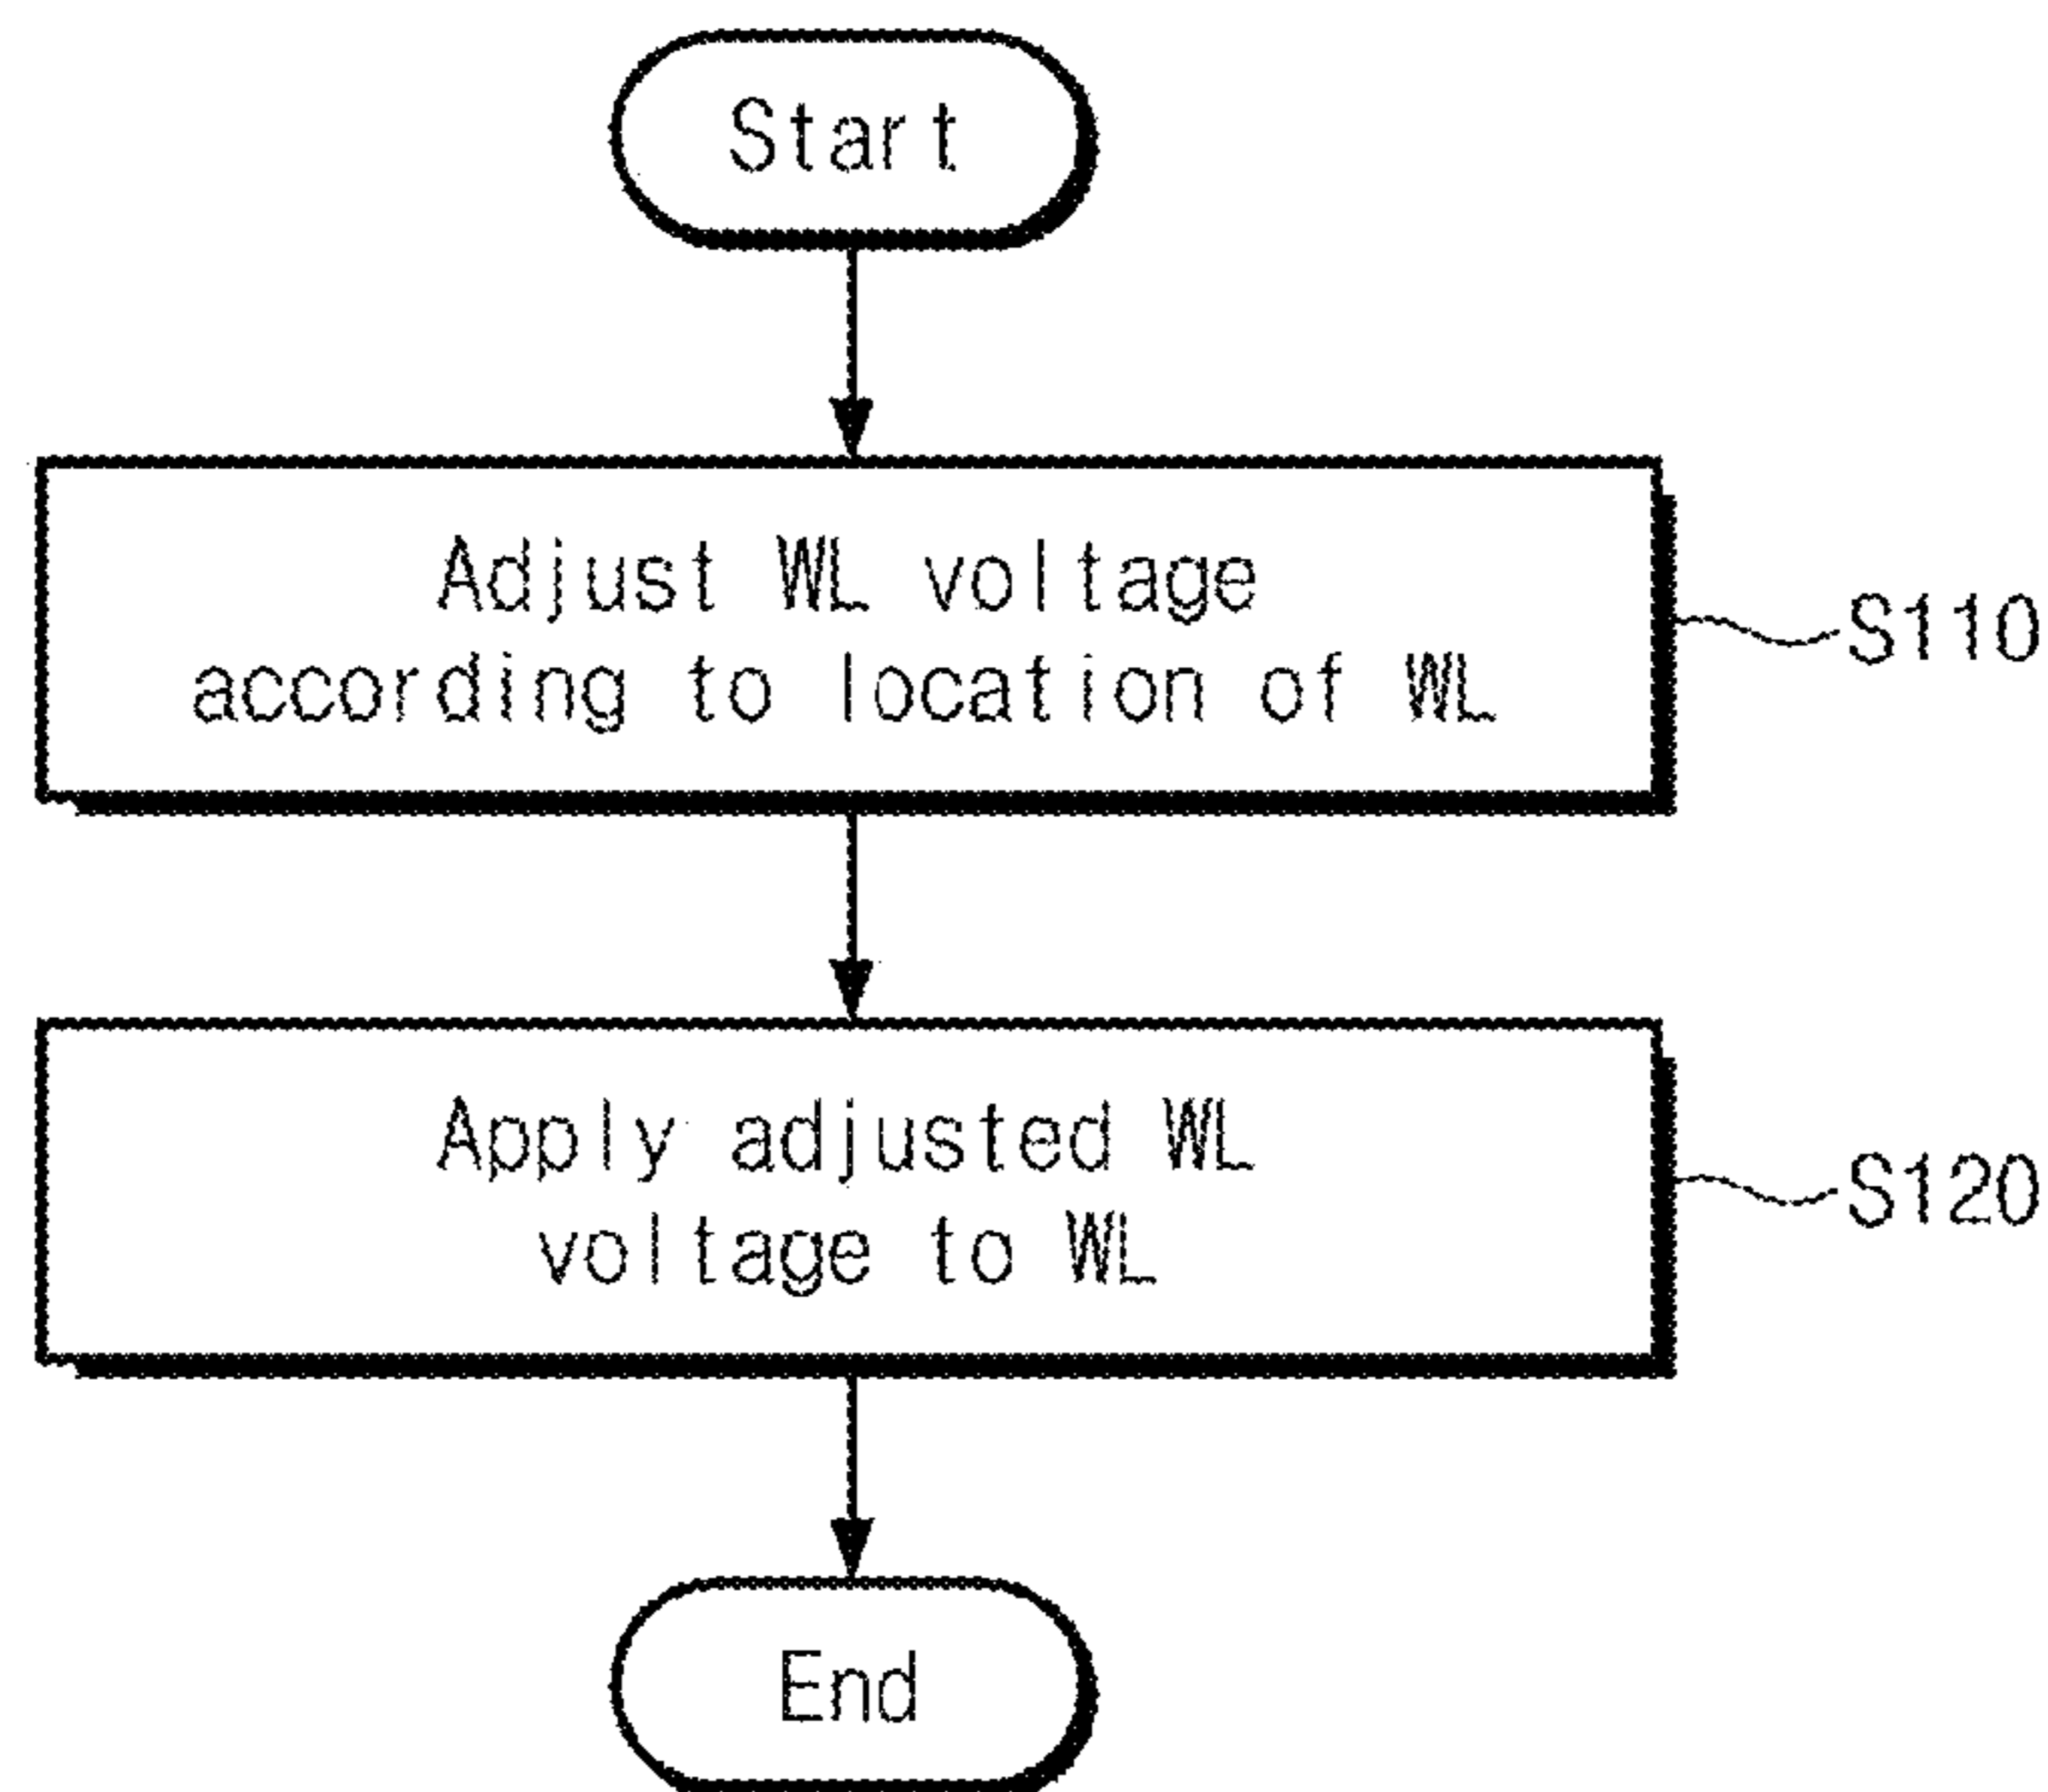 Start
Adjust WL voltage
according to location of WL
S110
Apply adjusted WL
voltage to WL
S120
End